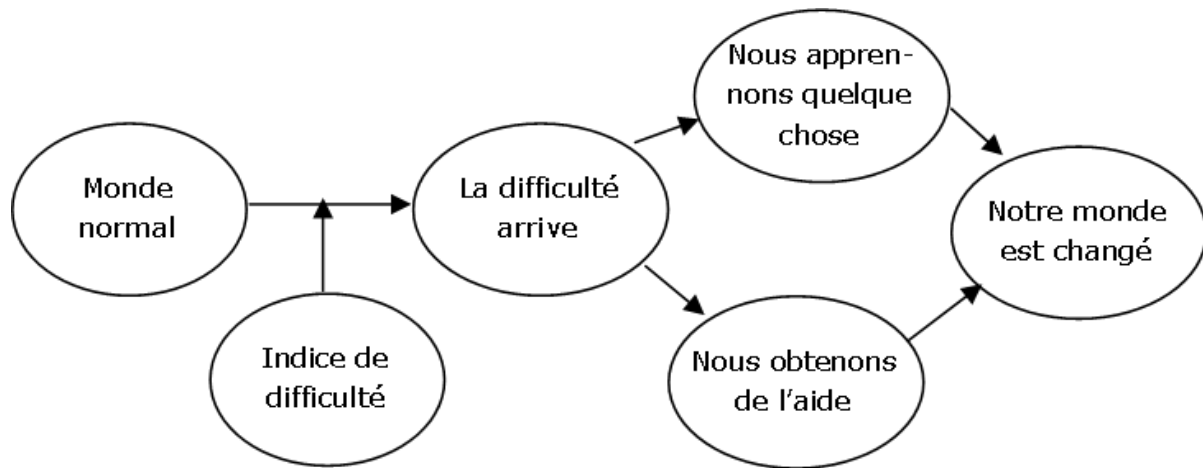 Monde
normal
Indice de
difficulté
La difficulté
arrive
Nous appren-
nons quelque
chose
Nous obtenons
de l'aide
Notre monde
est changé